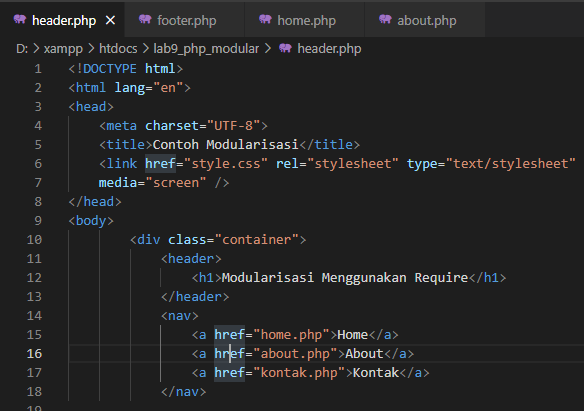 header.php × footer.php home.php about.php
D: > xampp > htdocs > lab9_php_modular > header.php
1 <!DOCTYPE html>
2 <html lang="en">
3 <head>
4 <meta charset="UTF-8">
5 <title>Contoh Modularisasi</title>
6 <link href="style.css" rel="stylesheet" type="text/stylesheet"
7 media="screen" />
8 </head>
9 <body>
10 <div class="container">
11 <header>
12 <h1>Modularisasi Menggunakan Require</h1>
13 </header>
14 <nav>
15 <a href="home.php">Home</a>
16 <a href="about.php">About</a>
17 <a href="kontak.php">Kontak</a>
18 </nav>